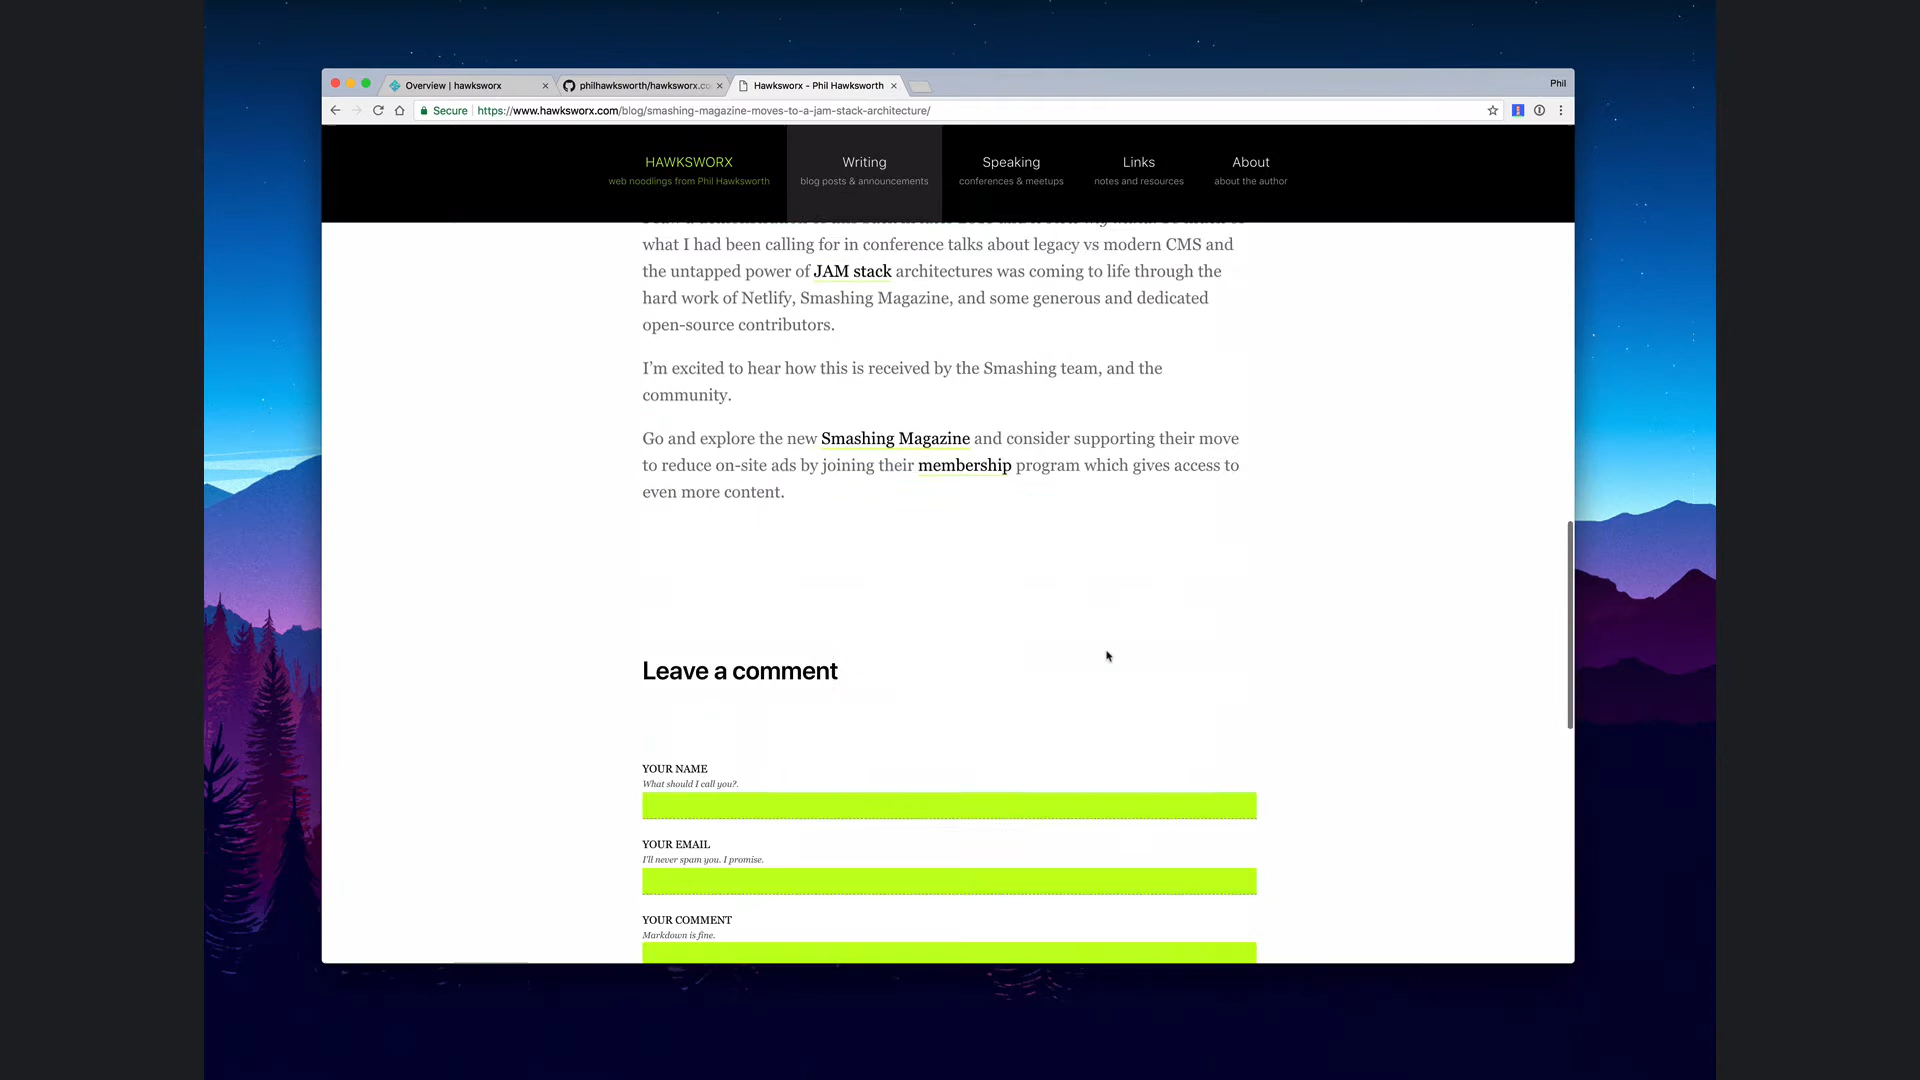 Overview | hawksworx
philhawksworth/hawksworx.co
Hawksworx - Phil Hawksworth
Phil
Secure
https://www.hawksworx.com/blog/smashing-magazine-moves-to-a-jam-stack-architecture/
HAWKSWORX
web noodlings from Phil Hawksworth
Writing
blog posts & announcements
Speaking
conferences & meetups
Links
notes and resources
About
about the author
what I had been calling for in conference talks about legacy vs modern CMS and
the untapped power of JAM stack architectures was coming to life through the
hard work of Netlify, Smashing Magazine, and some generous and dedicated
open-source contributors.
I’m excited to hear how this is received by the Smashing team, and the
community.
Go and explore the new Smashing Magazine and consider supporting their move
to reduce on-site ads by joining their membership program which gives access to
even more content.
Leave a comment
YOUR NAME
What should I call you?.
YOUR EMAIL
I'll never spam you. I promise.
YOUR COMMENT
Markdown is fine.